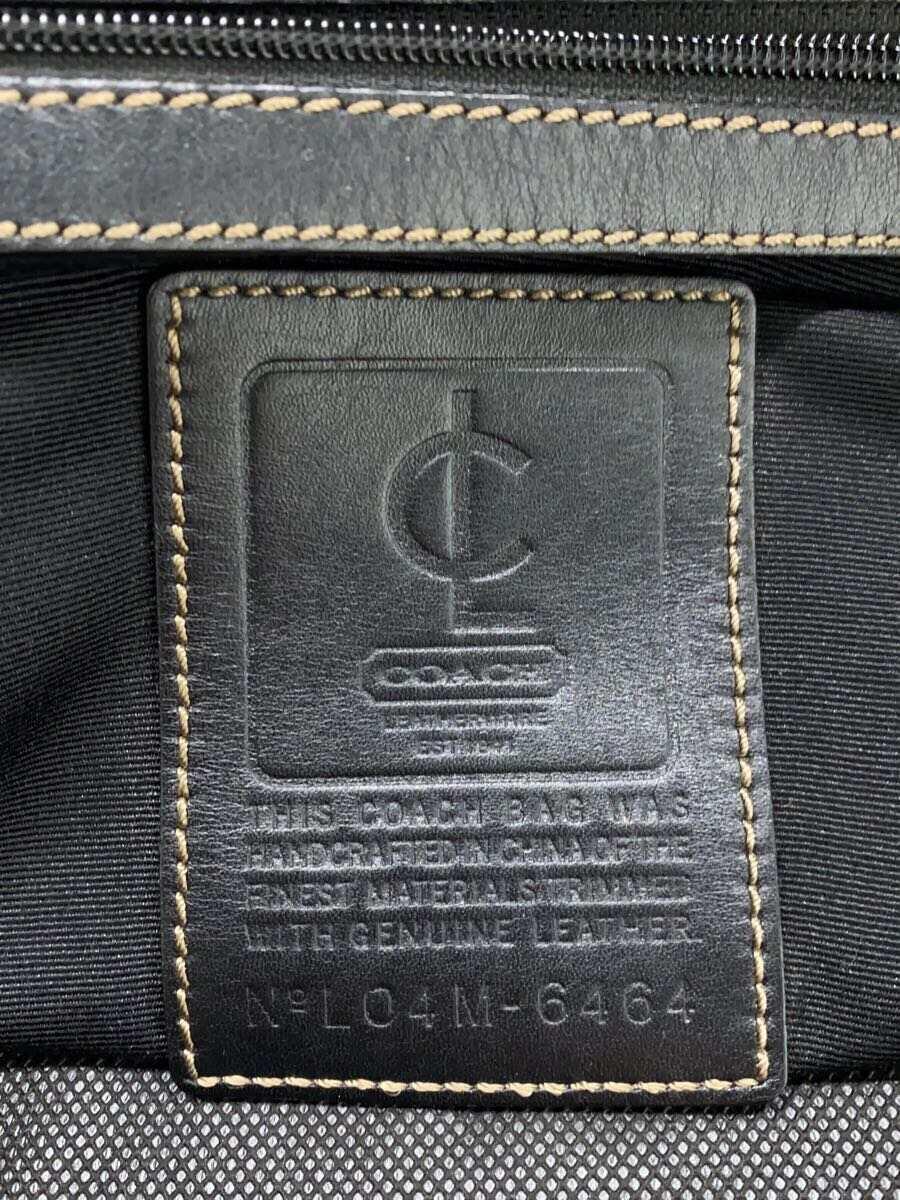 CL
COACH
LEATHERWARE
EST. 1941
THIS COACH BAG WAS
HANDCRAFTED IN CHINA OF THE
FINEST MATERIALS TRIMMED
WITH GENUINE LEATHER.
Nº L04M-6464